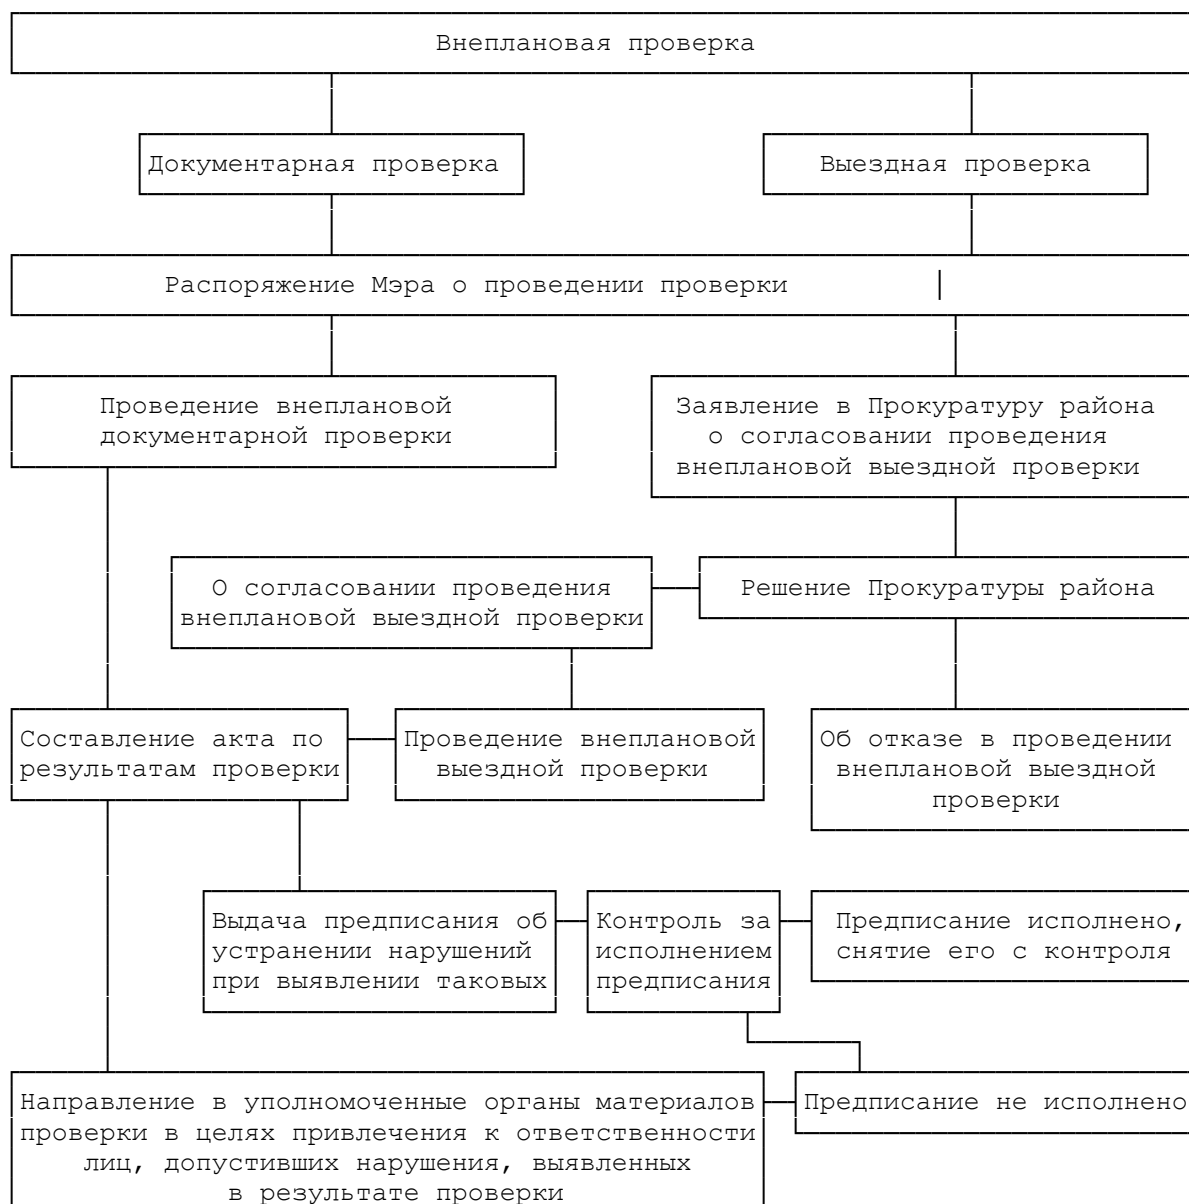 Внеплановая проверка
Документарная проверка
Выездная проверка
Распоряжение Мэра о проведении проверки
Проведение внеплановой
документарной проверки
Заявление в Прокуратуру района
о согласовании проведения
внеплановой выездной проверки
О согласовании проведения
внеплановой выездной проверки
Решение Прокуратуры района
Составление акта по
результатам проверки
Проведение внеплановой
выездной проверки
Об отказе в проведении
внеплановой выездной
проверки
Выдача предписания об
устранении нарушений
при выявлении таковых
Контроль за
исполнением
предписания
Предписание исполнено,
снятие его с контроля
Направление в уполномоченные органы материалов
проверки в целях привлечения к ответственности
лиц, допустивших нарушения, выявленных
в результате проверки
Предписание не исполнено